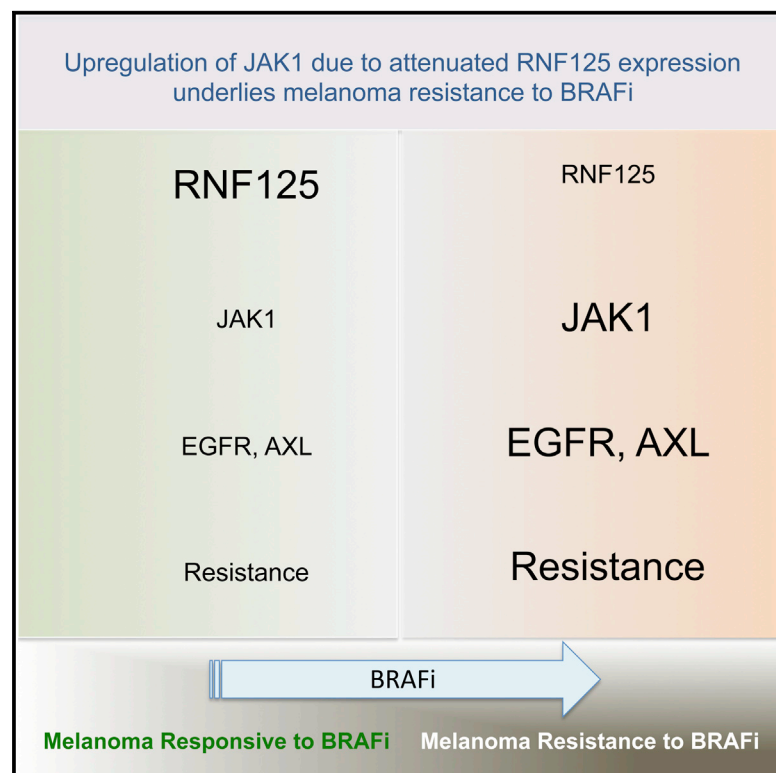 Upregulation of JAK1 due to attenuated RNF125 expression
underlies melanoma resistance to BRAFi
RNF125
RNF125
JAK1
JAK1
EGFR, AXL
EGFR, AXL
Resistance
Resistance
BRAFi
Melanoma Responsive to BRAFi
Melanoma Resistance to BRAFi